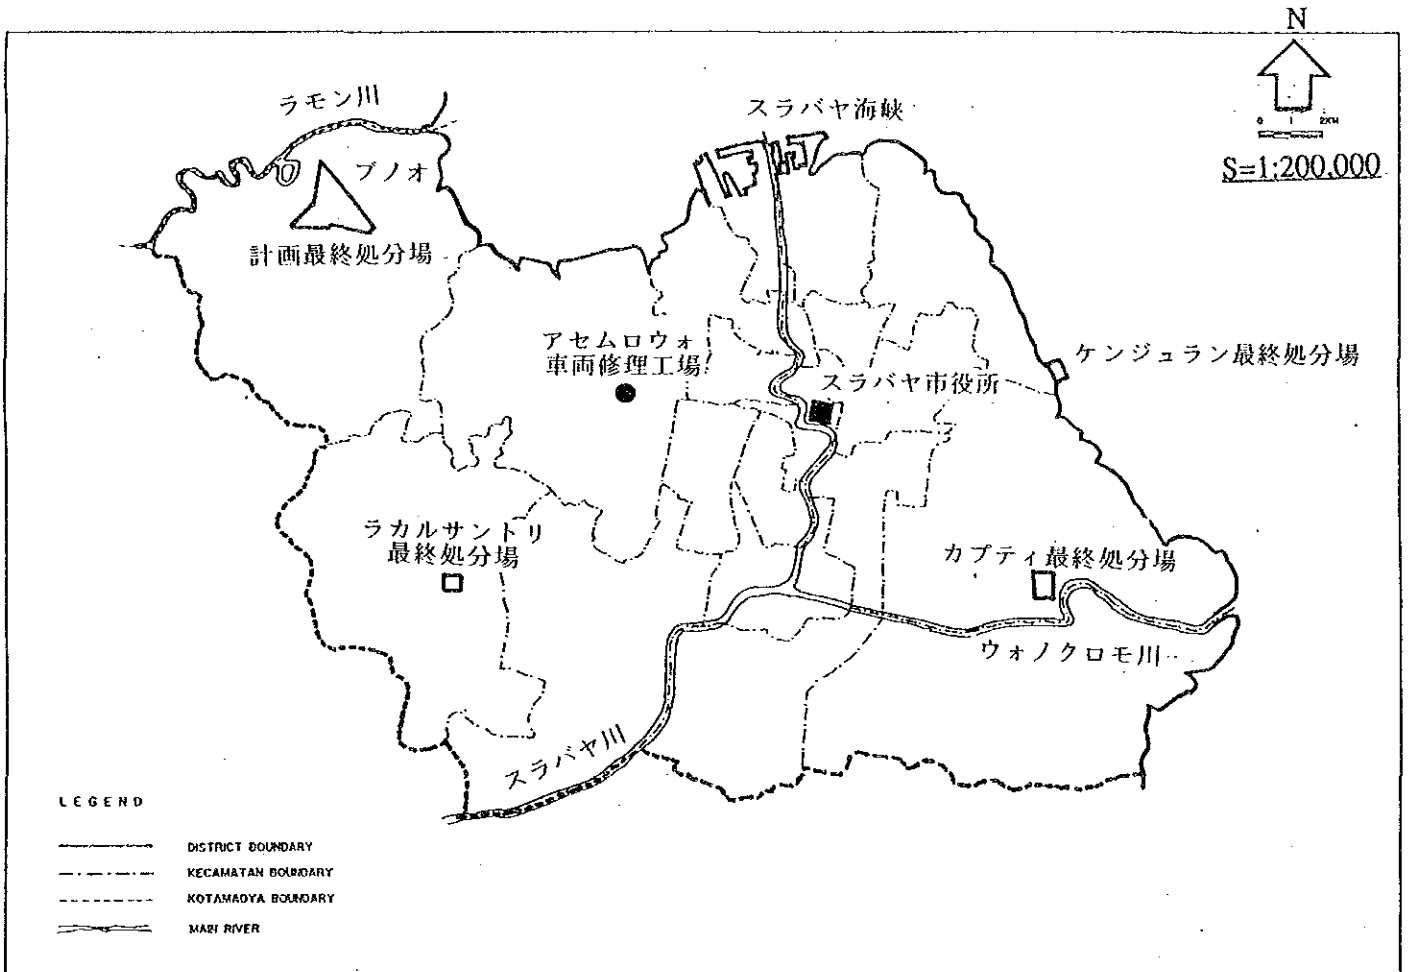 N
0 1 2KM
S=1:200,000
ラモン川
スラバヤ海峡
ブノオ
計画最終処分場
アセムロウォ
車両修理工場
ケンジュラン最終処分場
スラバヤ市役所
ラカルサントリ
最終処分場
カプティ最終処分場
ウォノクロモ川
スラバヤ川
LEGEND
DISTRICT BOUNDARY
KECAMATAN BOUNDARY
KOTAMADYA BOUNDARY
MAIN RIVER